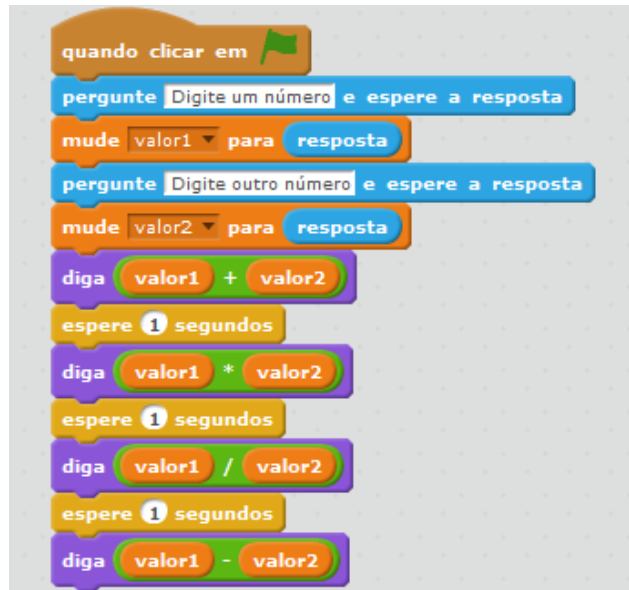 quando clicar em
pergunte Digite um número e espere a resposta
mude valor1 para resposta
pergunte Digite outro número e espere a resposta
mude valor2 para resposta
diga valor1 + valor2
espere 1 segundos
diga valor1 * valor2
espere 1 segundos
diga valor1 / valor2
espere 1 segundos
diga valor1 - valor2